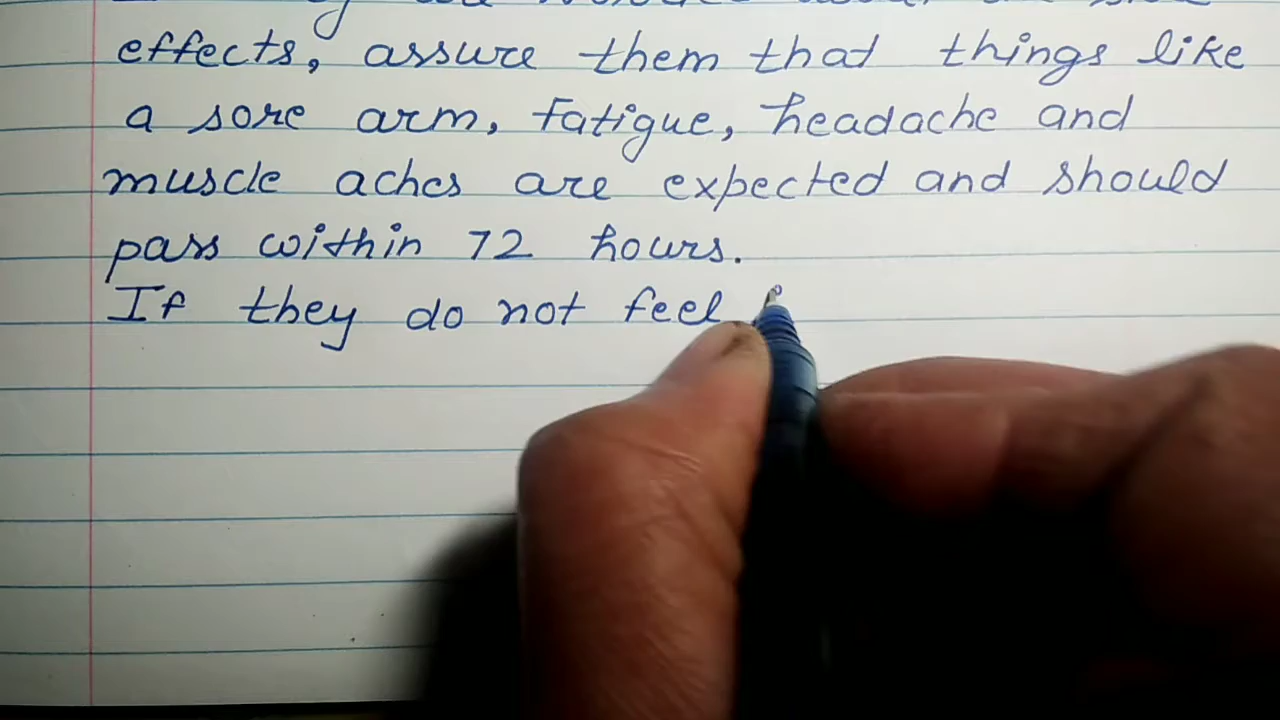 effects, assure them that things like
a sore arm, fatigue, headache and
muscle aches are expected and should
pass within 72 hours.
If they do not feel